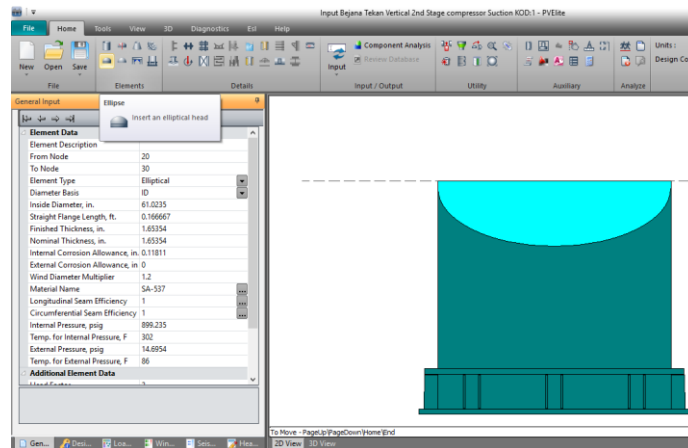 Input Bejana Tekan Vertical 2nd Stage compressor Suction KOD:1 - PVElite
File Home Tools View 3D Diagnostics Esl Help
New Open Save
Input
Component Analysis
Review Database
Units :
Design Co
File Elements Details Input / Output Utility Auxiliary Analyze
General Input
Ellipse
Insert an elliptical head
Element Data
Element Description
From Node 20
To Node 30
Element Type Elliptical
Diameter Basis ID
Inside Diameter, in. 61.0235
Straight Flange Length, ft. 0.166667
Finished Thickness, in. 1.65354
Nominal Thickness, in. 1.65354
Internal Corrosion Allowance, in. 0.11811
External Corrosion Allowance, in 0
Wind Diameter Multiplier 1.2
Material Name SA-537
Longitudinal Seam Efficiency 1
Circumferential Seam Efficiency 1
Internal Pressure, psig 899.235
Temp. for Internal Pressure, F 302
External Pressure, psig 14.6954
Temp. for External Pressure, F 86
Additional Element Data
To Move - PageUp\PageDown\Home\End
Gen... Desi... Loa... Win... Seis... Hea...
2D View 3D View